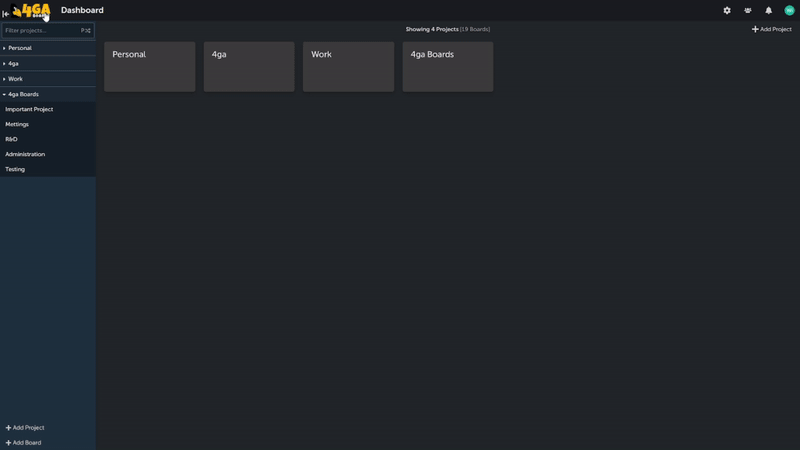 4GA Boards
Dashboard
Filter projects...
Showing 4 Projects [18 Boards]
Add Project
Personal
4ga
Work
4ga Boards
Important Project
Mettings
R&D
Administration
Testing
Personal
4ga
Work
4ga Boards
Add Project
Add Board